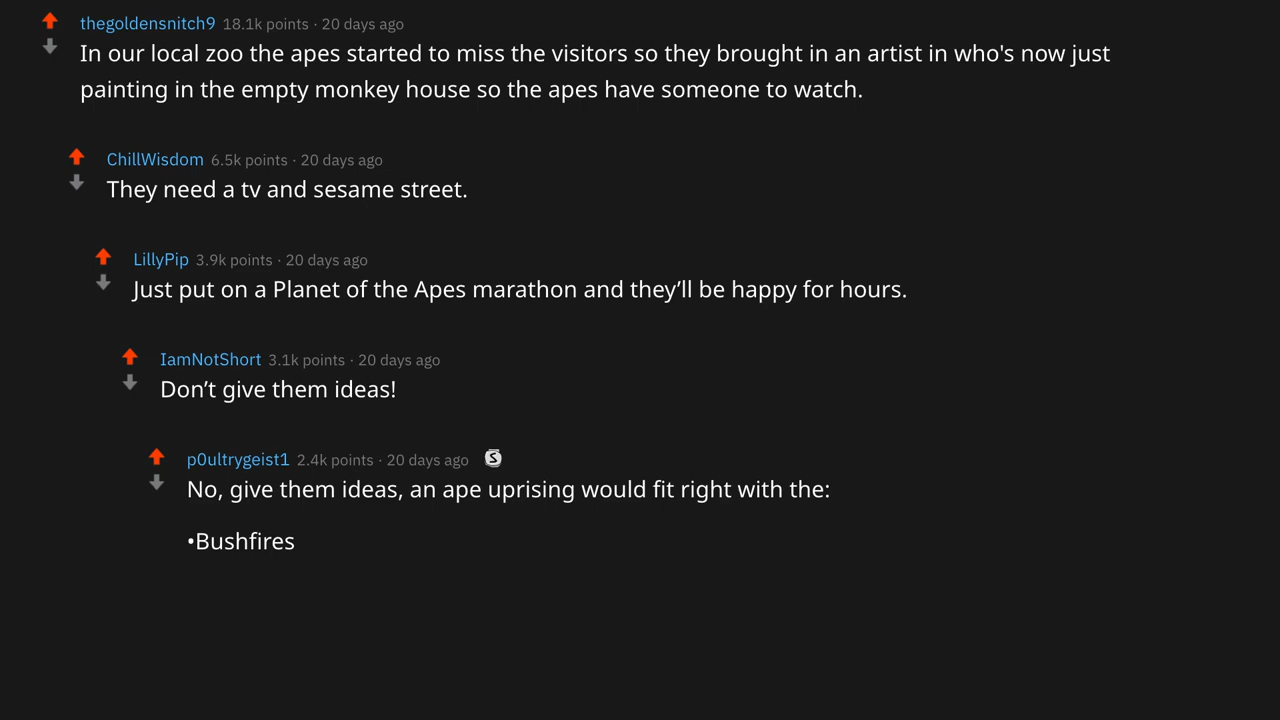 thegoldensnitch9 18.1k points · 20 days ago
In our local zoo the apes started to miss the visitors so they brought in an artist in who's now just
painting in the empty monkey house so the apes have someone to watch.
ChillWisdom 6.5k points · 20 days ago
They need a tv and sesame street.
LillyPip 3.9k points · 20 days ago
Just put on a Planet of the Apes marathon and they’ll be happy for hours.
IamNotShort 3.1k points · 20 days ago
Don’t give them ideas!
p0ultrygeist1 2.4k points · 20 days ago S
No, give them ideas, an ape uprising would fit right with the:
•Bushfires